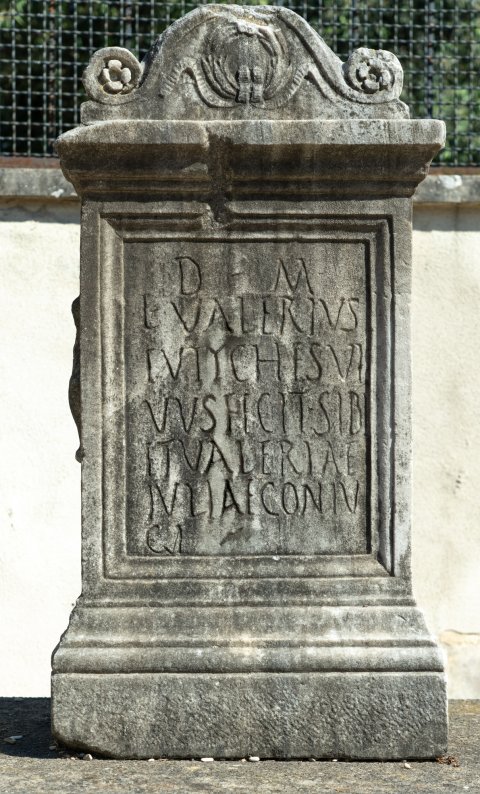 D M
L VALERIVS
EVTYCHES VI
VVS FECIT SIB
ET VALERIAE
IVLIAE CONIV
GI